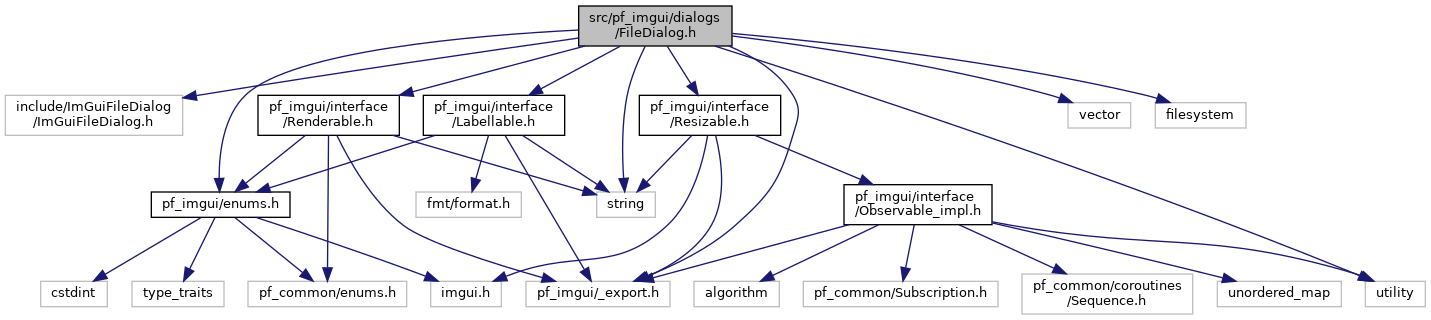 src/pf_imgui/dialogs
/FileDialog.h
include/ImGuiFileDialog
/ImGuiFileDialog.h
pf_imgui/interface
/Renderable.h
pf_imgui/interface
/Labellable.h
pf_imgui/interface
/Resizable.h
vector
filesystem
pf_imgui/enums.h
fmt/format.h
string
pf_imgui/interface
/Observable_impl.h
cstdint
type_traits
pf_common/enums.h
imgui.h
pf_imgui/_export.h
algorithm
pf_common/Subscription.h
pf_common/coroutines
/Sequence.h
unordered_map
utility